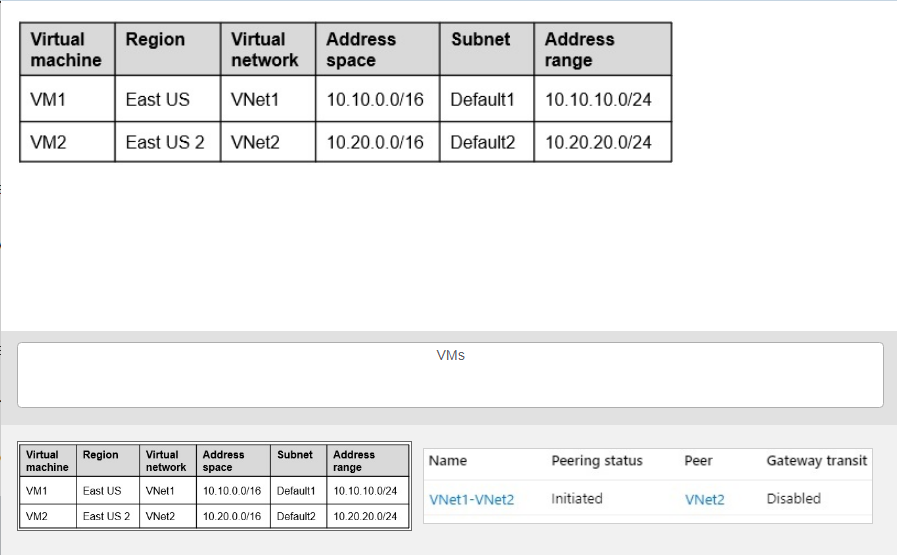 Virtual machine Region Virtual network Address space Subnet Address range
VM1 East US VNet1 10.10.0.0/16 Default1 10.10.10.0/24
VM2 East US 2 VNet2 10.20.0.0/16 Default2 10.20.20.0/24
VMs
Virtual machine Region Virtual network Address space Subnet Address range
VM1 East US VNet1 10.10.0.0/16 Default1 10.10.10.0/24
VM2 East US 2 VNet2 10.20.0.0/16 Default2 10.20.20.0/24
Name Peering status Peer Gateway transit
VNet1-VNet2 Initiated VNet2 Disabled